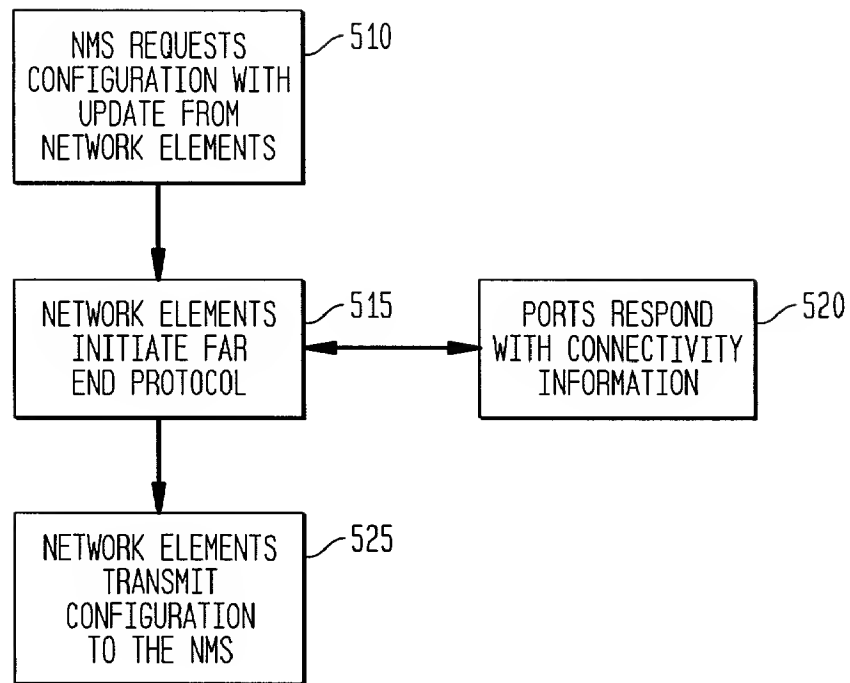 NMS REQUESTS
CONFIGURATION WITH
UPDATE FROM
NETWORK ELEMENTS
510
NETWORK ELEMENTS
INITIATE FAR
END PROTOCOL
515
PORTS RESPOND
WITH CONNECTIVITY
INFORMATION
520
NETWORK ELEMENTS
TRANSMIT
CONFIGURATION
TO THE NMS
525